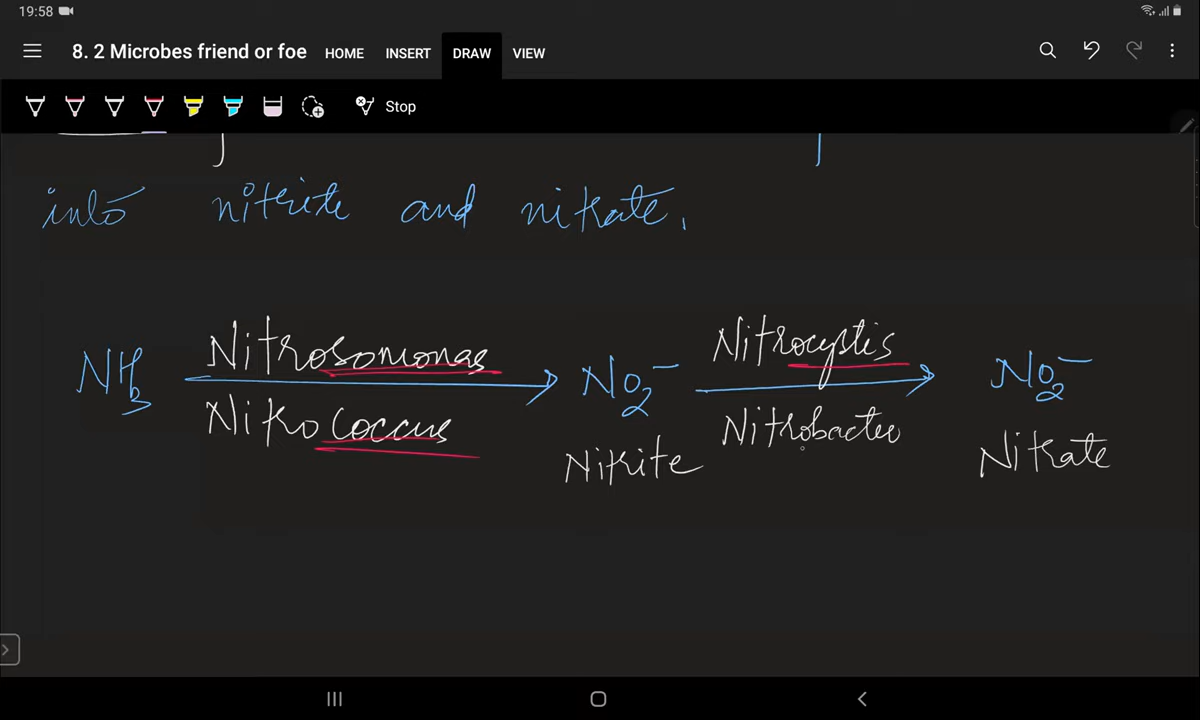 19:58
8. 2 Microbes friend or foe HOME INSERT DRAW VIEW
Stop
into nitrite and nitrate.
NH3 Nitrosomonas Nitrococcus NO2⁻ Nitrocystis Nitrobacter NO2⁻
Nitrite Nitrate